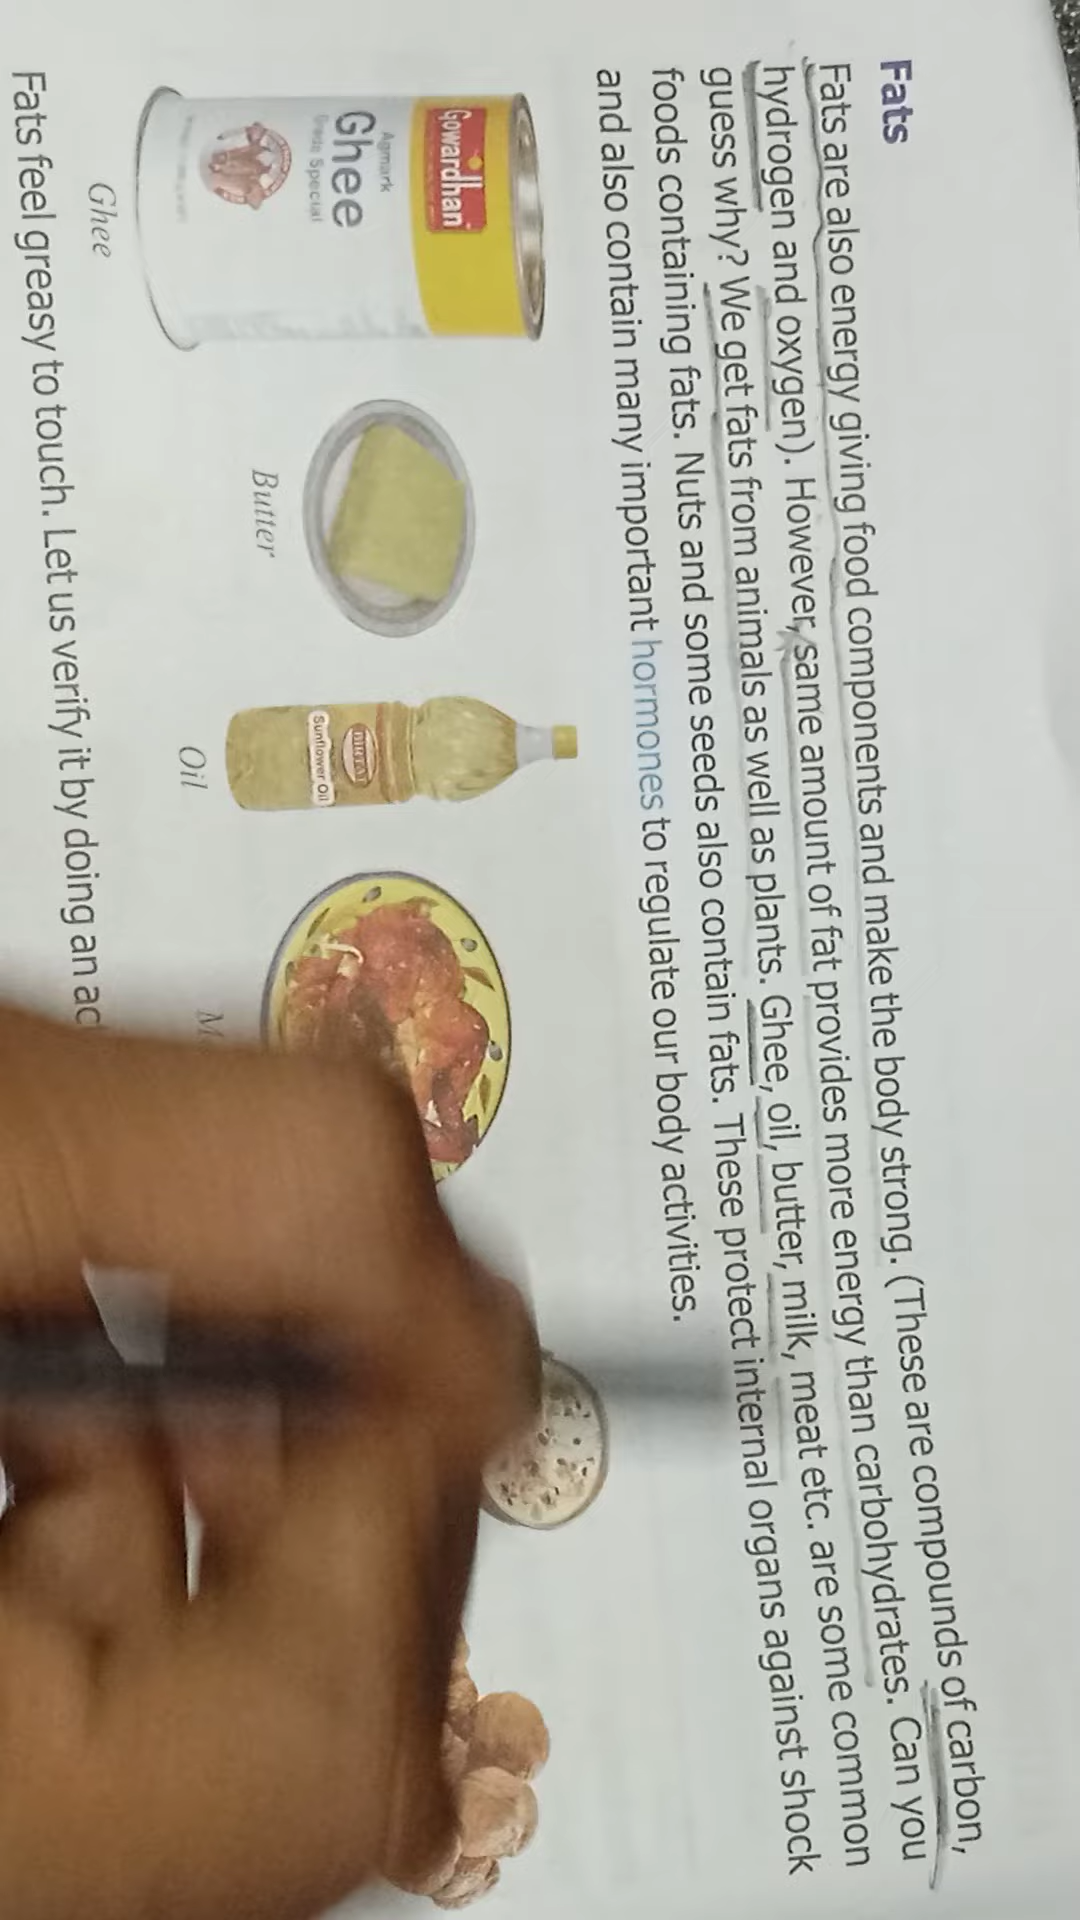 Fats
Fats are also energy giving food components and make the body strong. (These are compounds of carbon,
hydrogen and oxygen). However, same amount of fat provides more energy than carbohydrates. Can you
guess why? We get fats from animals as well as plants. Ghee, oil, butter, milk, meat etc. are some common
foods containing fats. Nuts and some seeds also contain fats. These protect internal organs against shock
and also contain many important hormones to regulate our body activities.
Gowardhan
Agmark
Ghee
Grade Special
Sunflower Oil
Ghee
Butter
Oil
M
Fats feel greasy to touch. Let us verify it by doing an ac